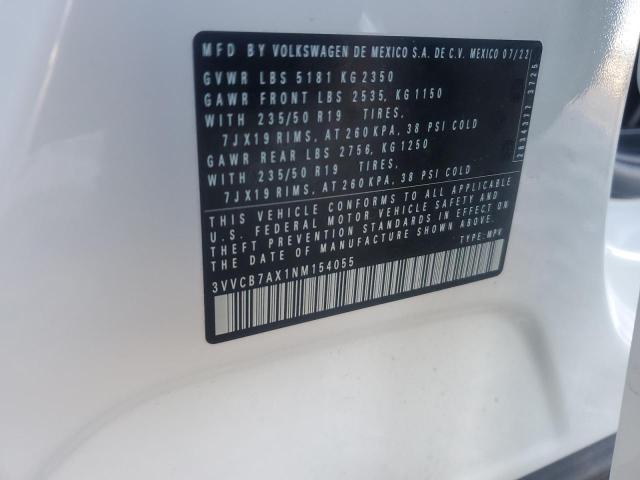 MFD BY VOLKSWAGEN DE MEXICO S.A. DE C.V. MEXICO 07/22
GVWR LBS 5181 KG 2350
GAWR FRONT LBS 2535, KG 1150
WITH 235/50 R19 TIRES,
7JX19 RIMS, AT 260 KPA, 38 PSI COLD
GAWR REAR LBS 2756, KG 1250
WITH 235/50 R19 TIRES,
7JX19 RIMS, AT 260 KPA, 38 PSI COLD
THIS VEHICLE CONFORMS TO ALL APPLICABLE
U.S. FEDERAL MOTOR VEHICLE SAFETY AND
THEFT PREVENTION STANDARDS IN EFFECT ON
THE DATE OF MANUFACTURE SHOWN ABOVE.
TYPE: MPV
3VVCB7AX1NM154055